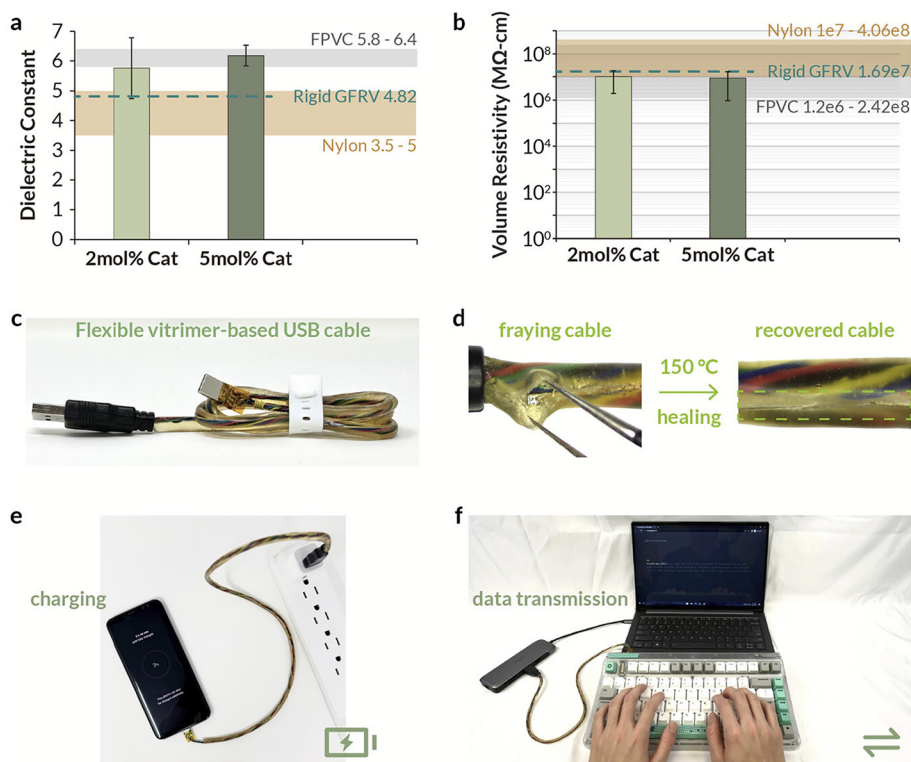 a
7
6
5
4
3
2
1
0
Dielectric Constant
FPVC 5.8 - 6.4
Rigid GFRV 4.82
Nylon 3.5 - 5
2mol% Cat
5mol% Cat
b
10⁸
10⁶
10⁴
10²
10⁰
Volume Resistivity (MΩ-cm)
Nylon 1e7 - 4.06e8
Rigid GFRV 1.69e7
FPVC 1.2e6 - 2.42e8
2mol% Cat
5mol% Cat
c
Flexible vitrimer-based USB cable
d
fraying cable
150 °C
healing
recovered cable
e
charging
f
data transmission